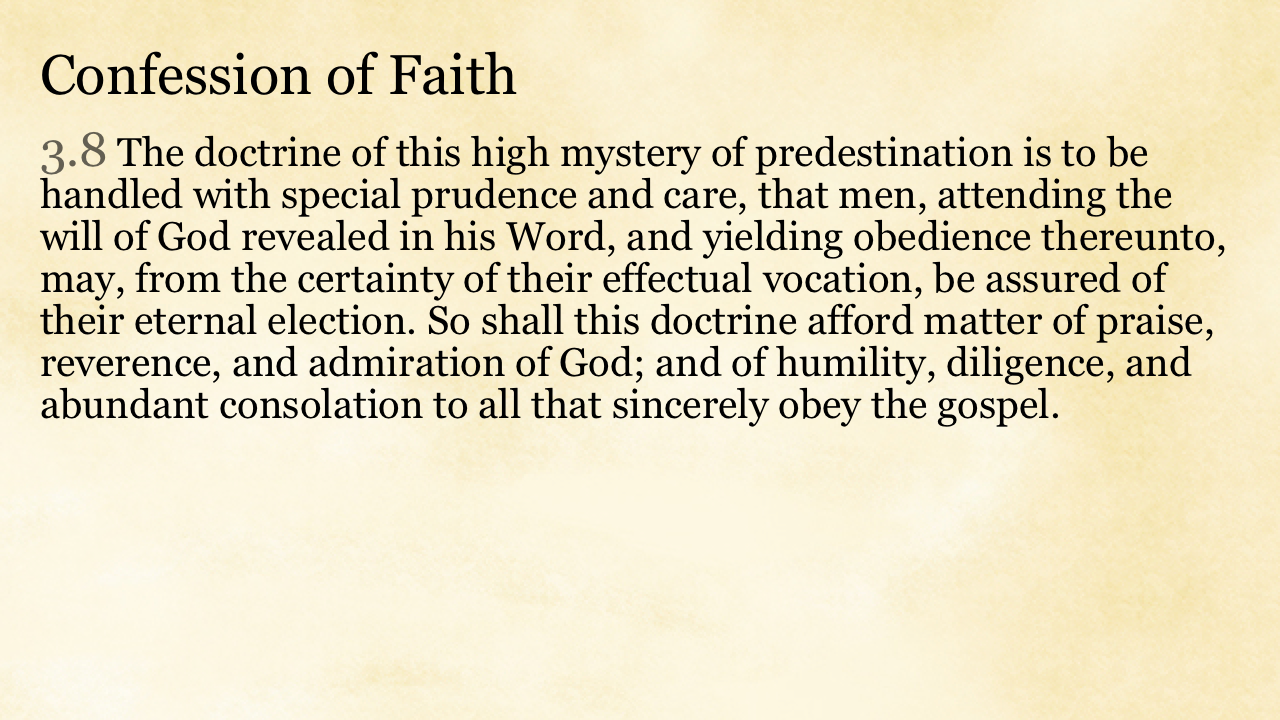 Confession of Faith
3.8 The doctrine of this high mystery of predestination is to be
handled with special prudence and care, that men, attending the
will of God revealed in his Word, and yielding obedience thereunto,
may, from the certainty of their effectual vocation, be assured of
their eternal election. So shall this doctrine afford matter of praise,
reverence, and admiration of God; and of humility, diligence, and
abundant consolation to all that sincerely obey the gospel.